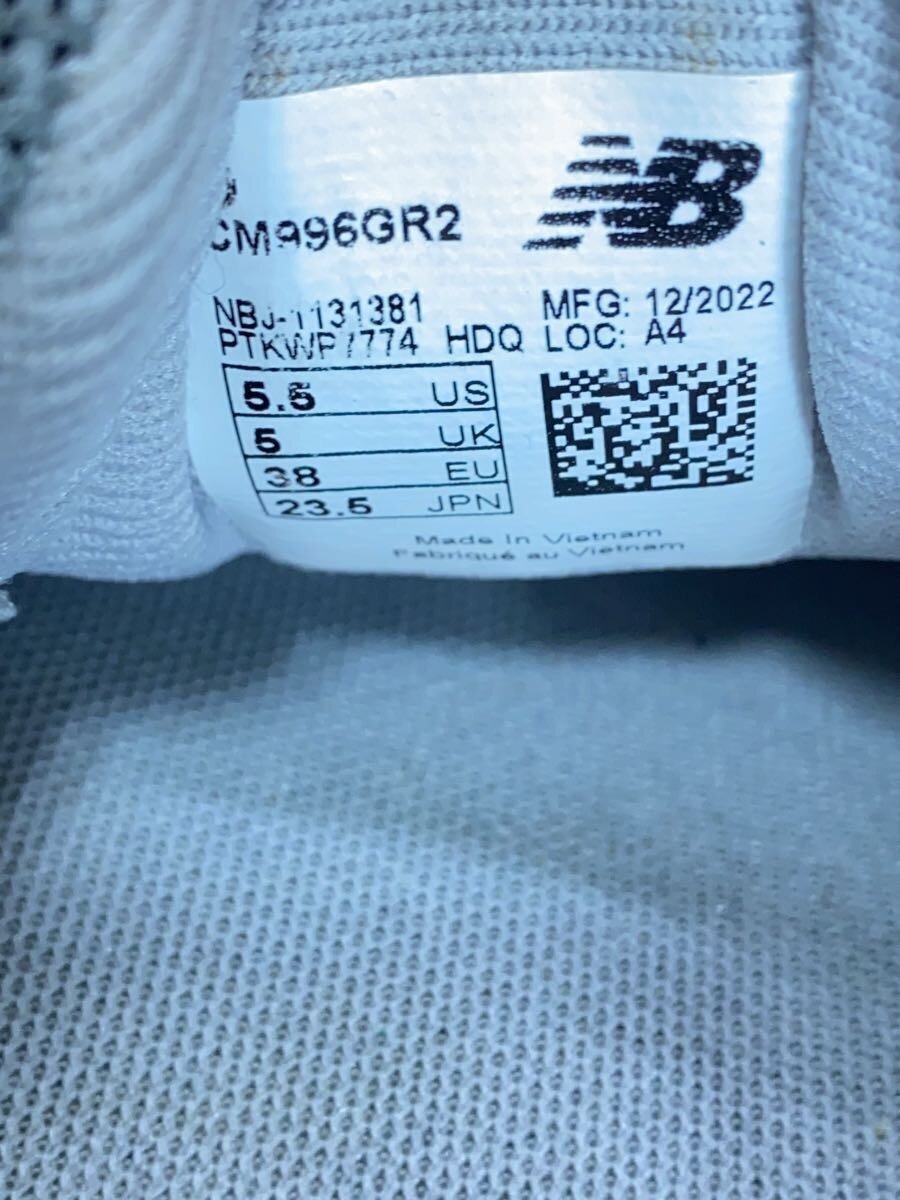 CM996GR2
NB
NBJ-1131381 MFG: 12/2022
PTKWP7774 HDQ LOC: A4
5.5 US
5 UK
38 EU
23.5 JPN
Made In Vietnam
Fabriqué au Vietnam